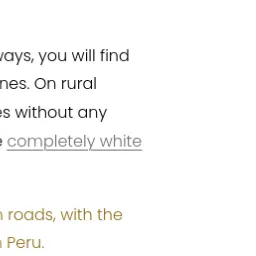 ways, you will find
nes. On rural
es without any
e completely white
n roads, with the
n Peru.